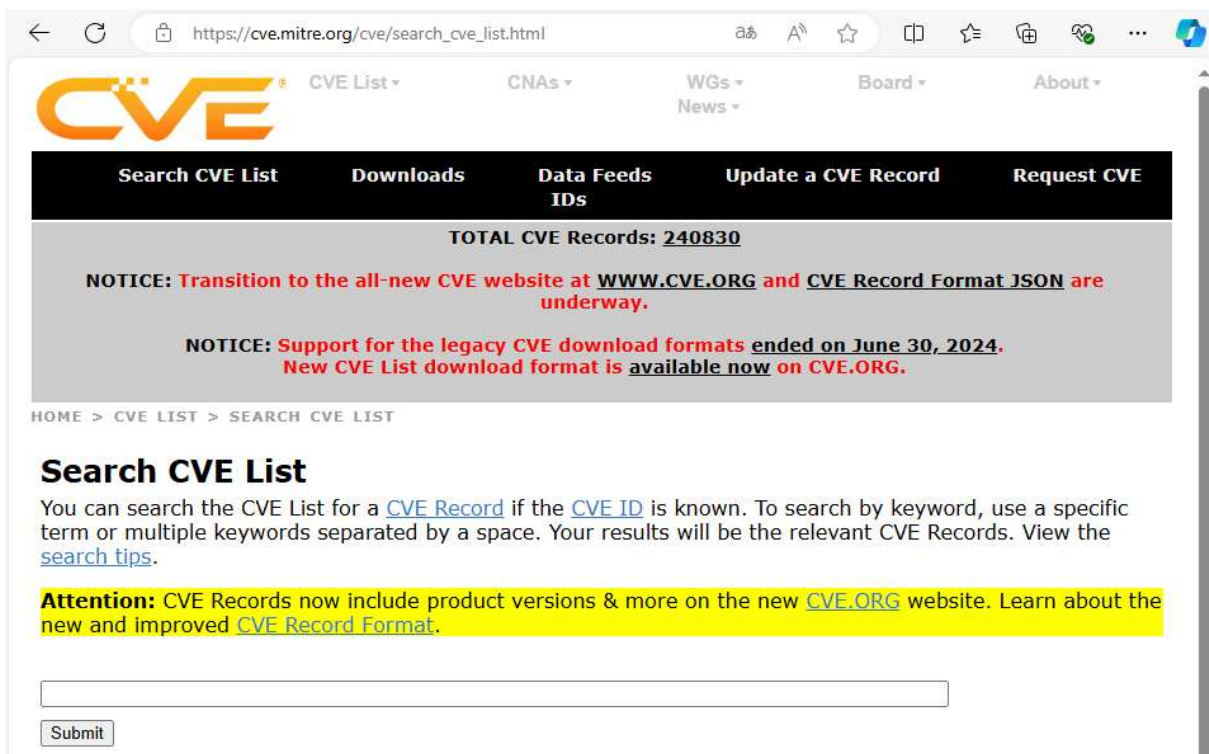 https://cve.mitre.org/cve/search_cve_list.html
CVE
CVE List CNAs WGs Board About
News
Search CVE List Downloads Data Feeds Update a CVE Record Request CVE
IDs
TOTAL CVE Records: 240830
NOTICE: Transition to the all-new CVE website at WWW.CVE.ORG and CVE Record Format JSON are
underway.
NOTICE: Support for the legacy CVE download formats ended on June 30, 2024.
New CVE List download format is available now on CVE.ORG.
HOME > CVE LIST > SEARCH CVE LIST
Search CVE List
You can search the CVE List for a CVE Record if the CVE ID is known. To search by keyword, use a specific
term or multiple keywords separated by a space. Your results will be the relevant CVE Records. View the
search tips.
Attention: CVE Records now include product versions & more on the new CVE.ORG website. Learn about the
new and improved CVE Record Format.
Submit